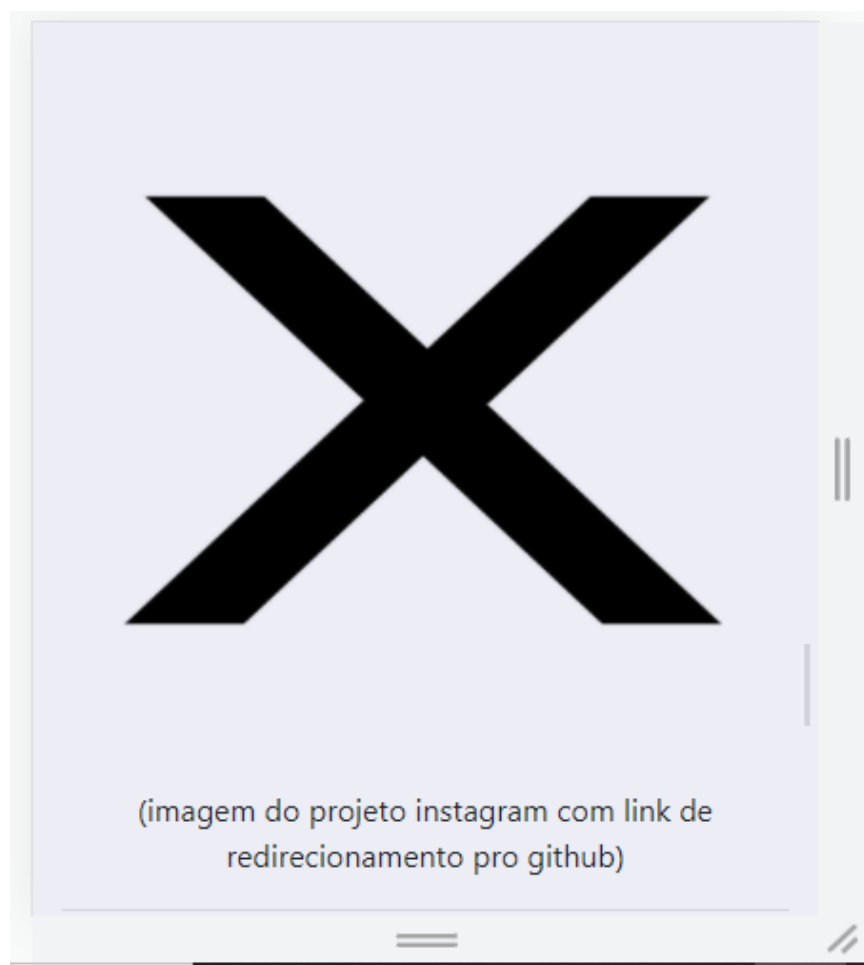 (imagem do projeto instagram com link de
redirecionamento pro github)